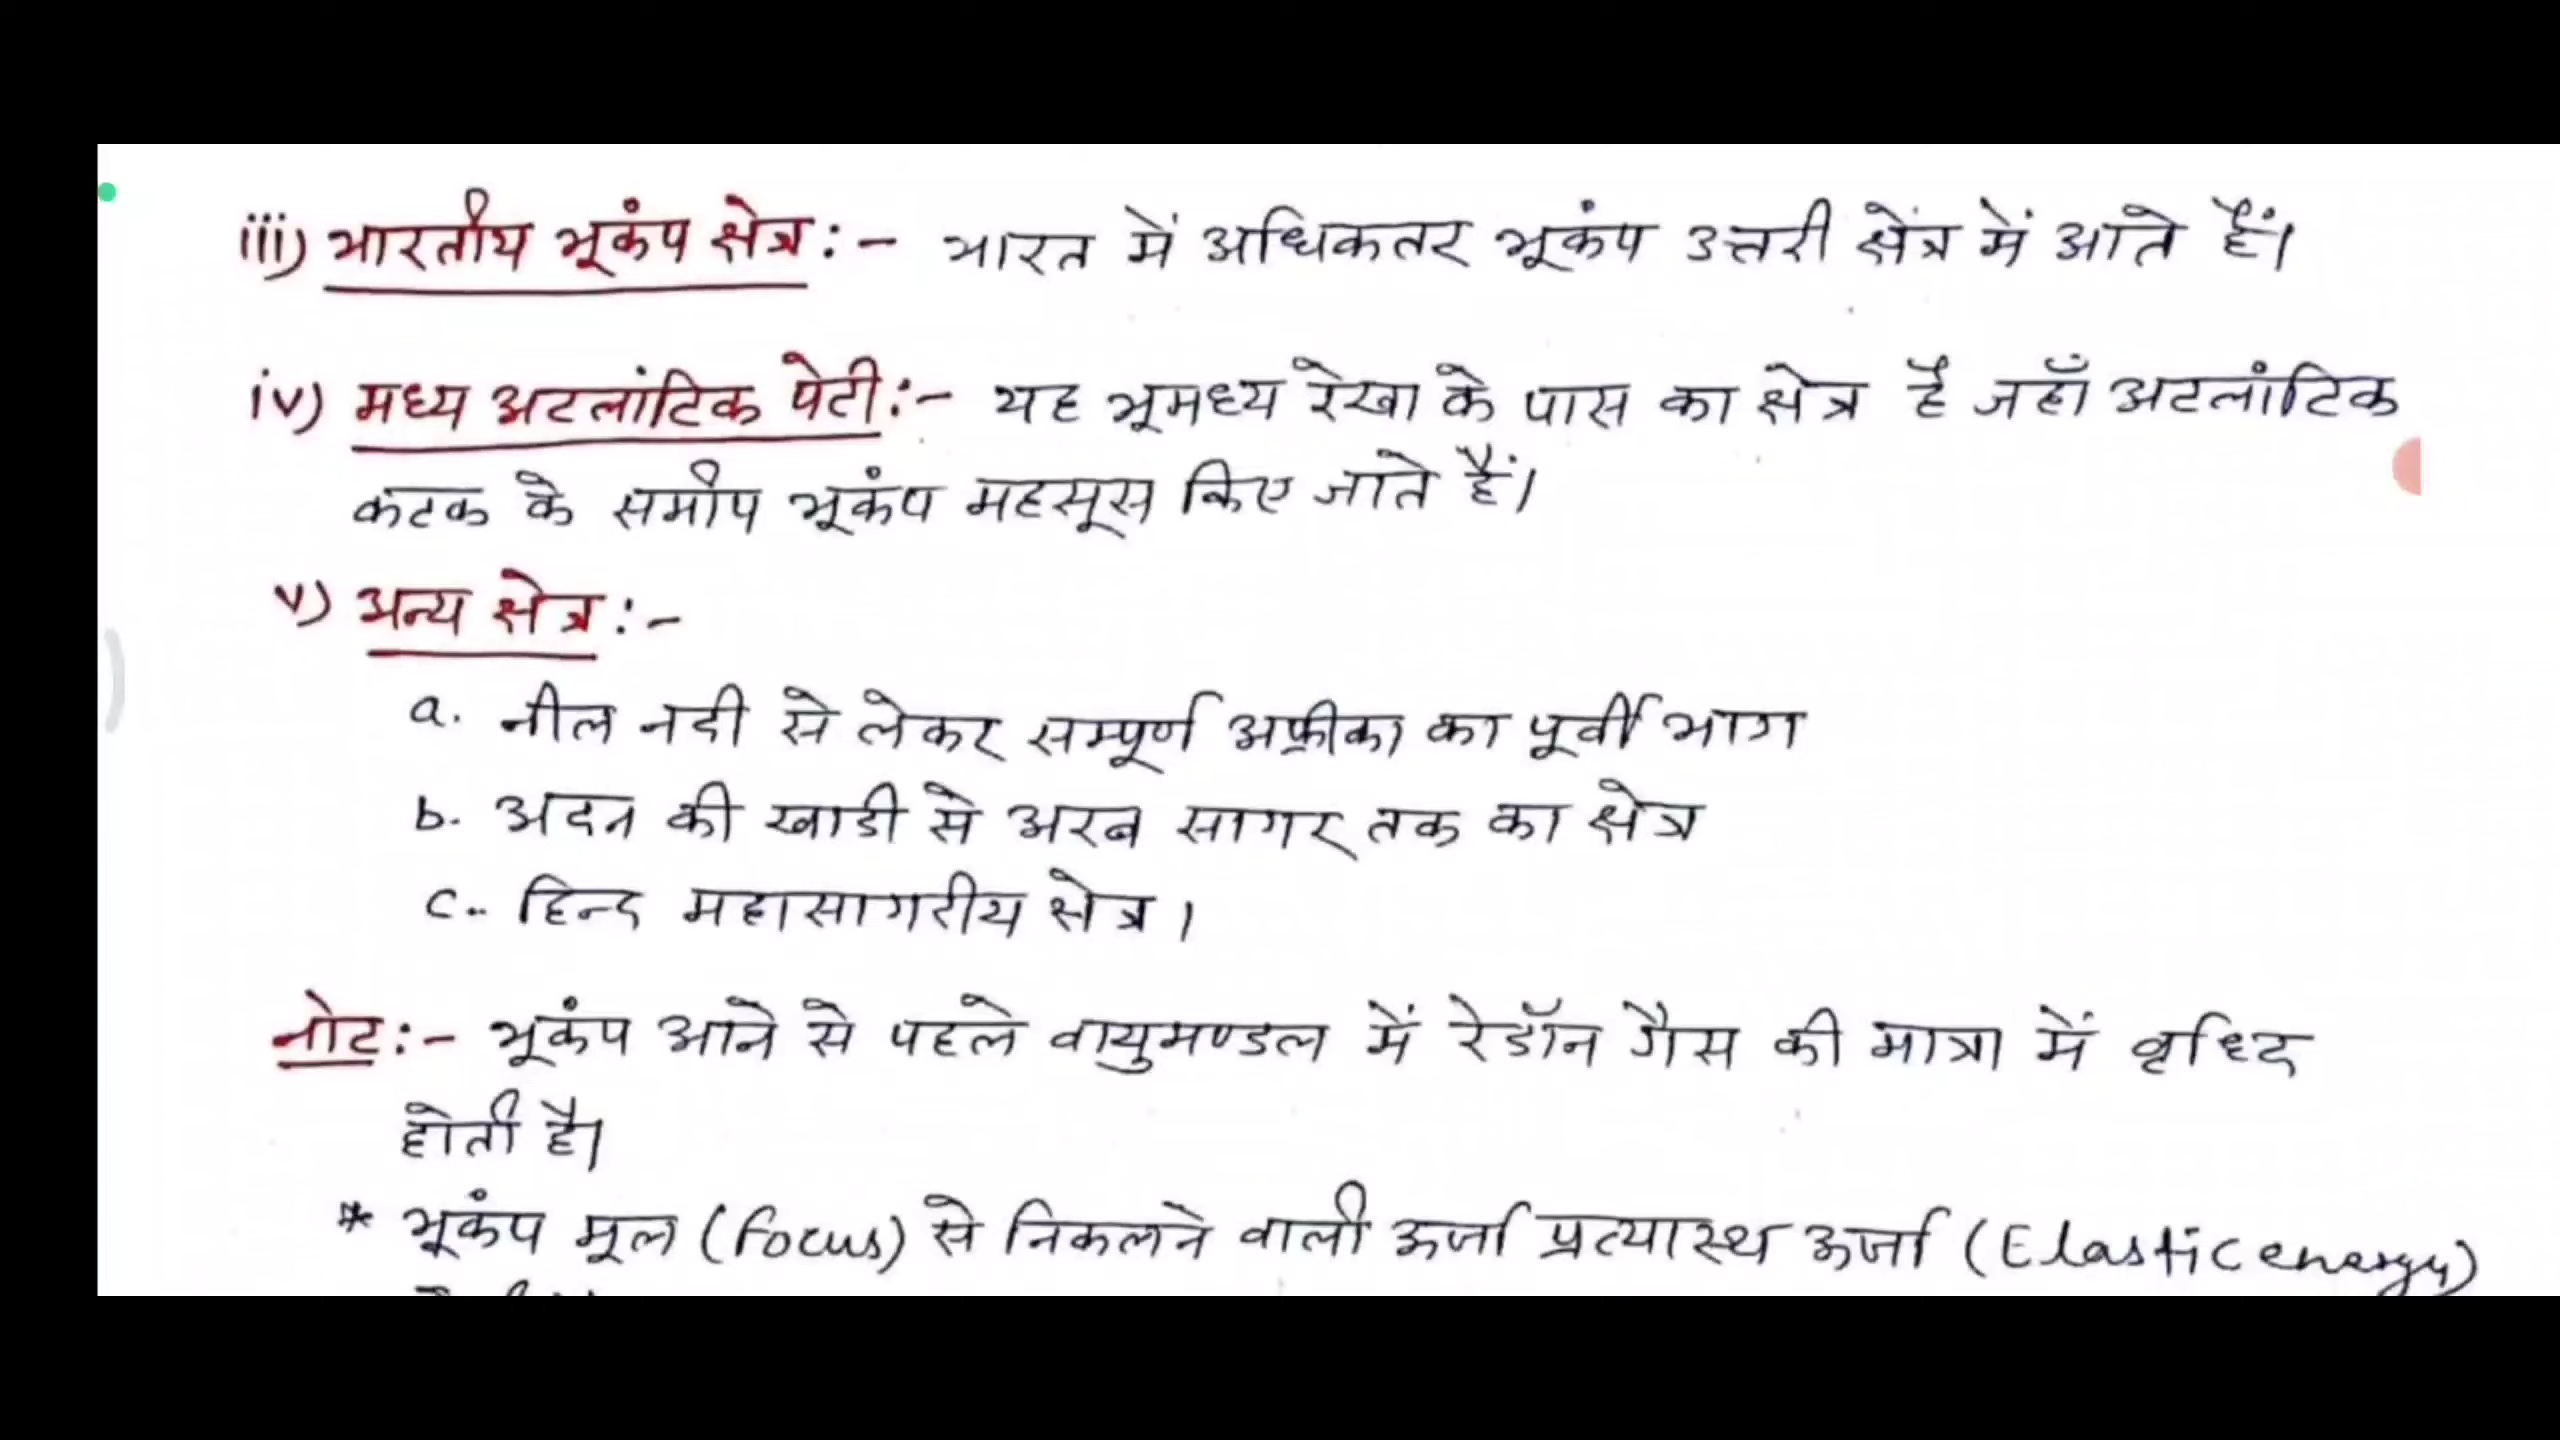 iii) भारतीय भूकंप क्षेत्र :- भारत में अधिकतर भूकंप उत्तरी क्षेंत्र में आते हैं।
iv) मध्य अटलांटिक पेटी :- यह भूमध्य रेखा के पास का क्षेत्र है जहाँ अटलांटिक
कटक के समीप भूकंप महसूस किए जाते हैं।
v) अन्य क्षेत्र :-
a. नील नदी से लेकर सम्पूर्ण अफ्रीका का पूर्वी भाग
b. अदन की खाडी से अरब सागर तक का क्षेत्र
c.. हिन्द महासागरीय क्षेत्र ।
नोट :- भूकंप आने से पहले वायुमण्डल में रेडॉन गैस की मात्रा में वृध्दि
होती है।
* भूकंप मूल (focus) से निकलने वाली ऊर्जा प्रत्यास्थ ऊर्जा (Elastic energy)